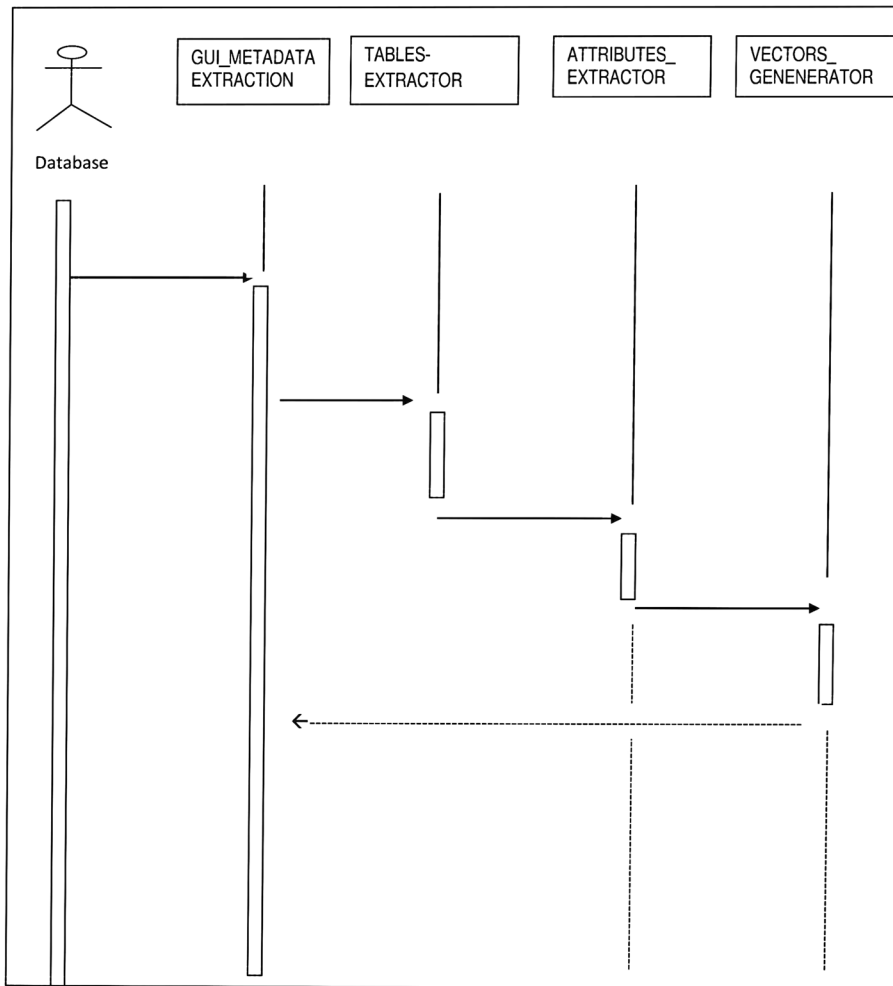 GUI_METADATA
EXTRACTION
TABLES-
EXTRACTOR
ATTRIBUTES_
EXTRACTOR
VECTORS_
GENENERATOR
Database